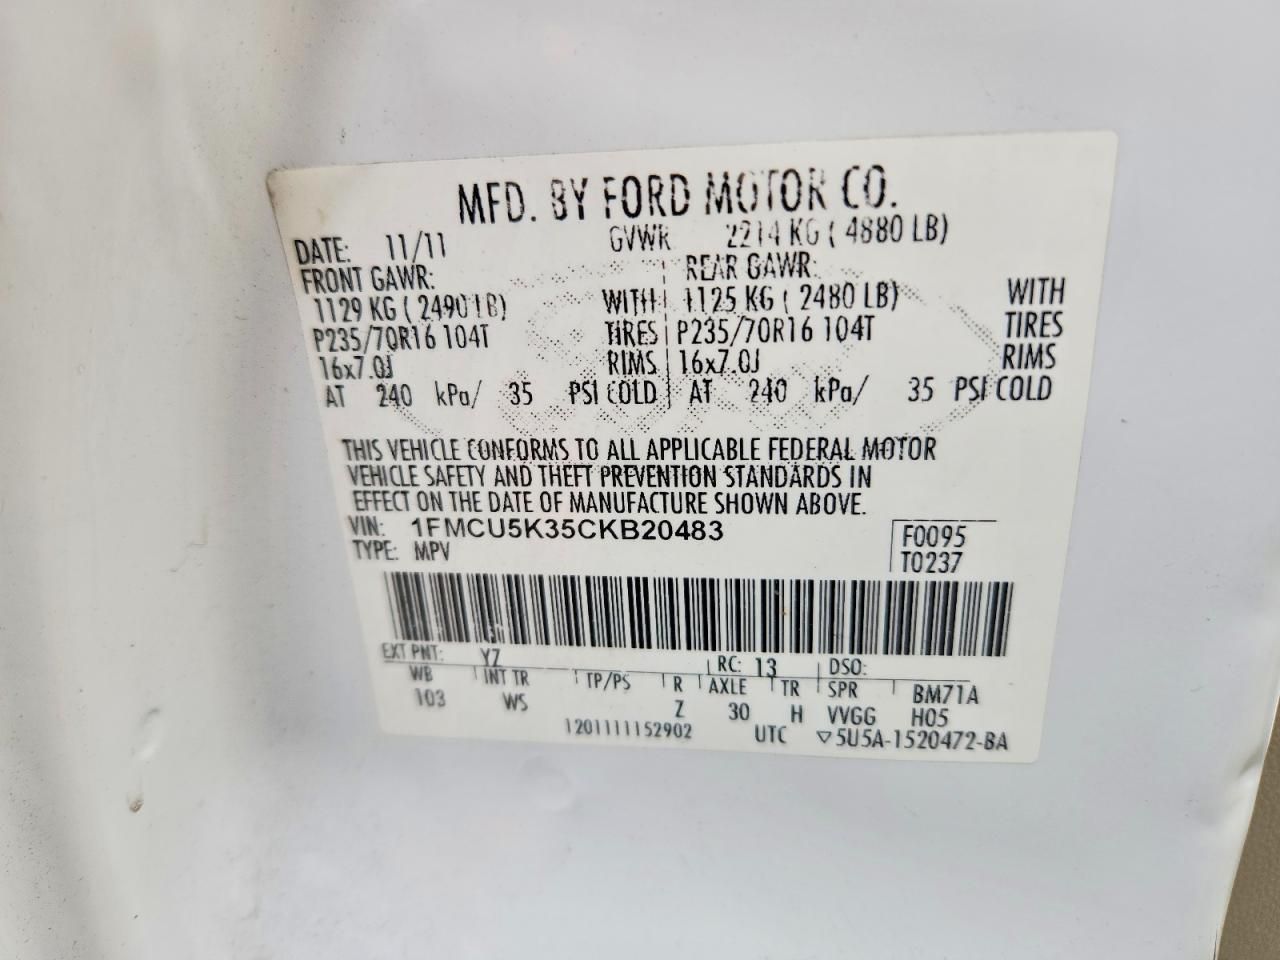 MFD. BY FORD MOTOR CO.
DATE: 11/11 GVWR 2214 KG ( 4880 LB)
FRONT GAWR: REAR GAWR:
1129 KG ( 2490 LB) WITH 1125 KG ( 2480 LB) WITH
P235/70R16 104T TIRES P235/70R16 104T TIRES
16x7.0J RIMS 16x7.0J RIMS
AT 240 kPa/ 35 PSI COLD AT 240 kPa/ 35 PSI COLD
THIS VEHICLE CONFORMS TO ALL APPLICABLE FEDERAL MOTOR
VEHICLE SAFETY AND THEFT PREVENTION STANDARDS IN
EFFECT ON THE DATE OF MANUFACTURE SHOWN ABOVE.
VIN: 1FMCU5K35CKB20483 F0095
TYPE: MPV T0237
EXT PNT: YZ RC: 13 DSO:
WB INT TR TP/PS R AXLE TR SPR BM71A
103 WS Z 30 H VVGG H05
1201111152902 UTC ▽5U5A-1520472-BA